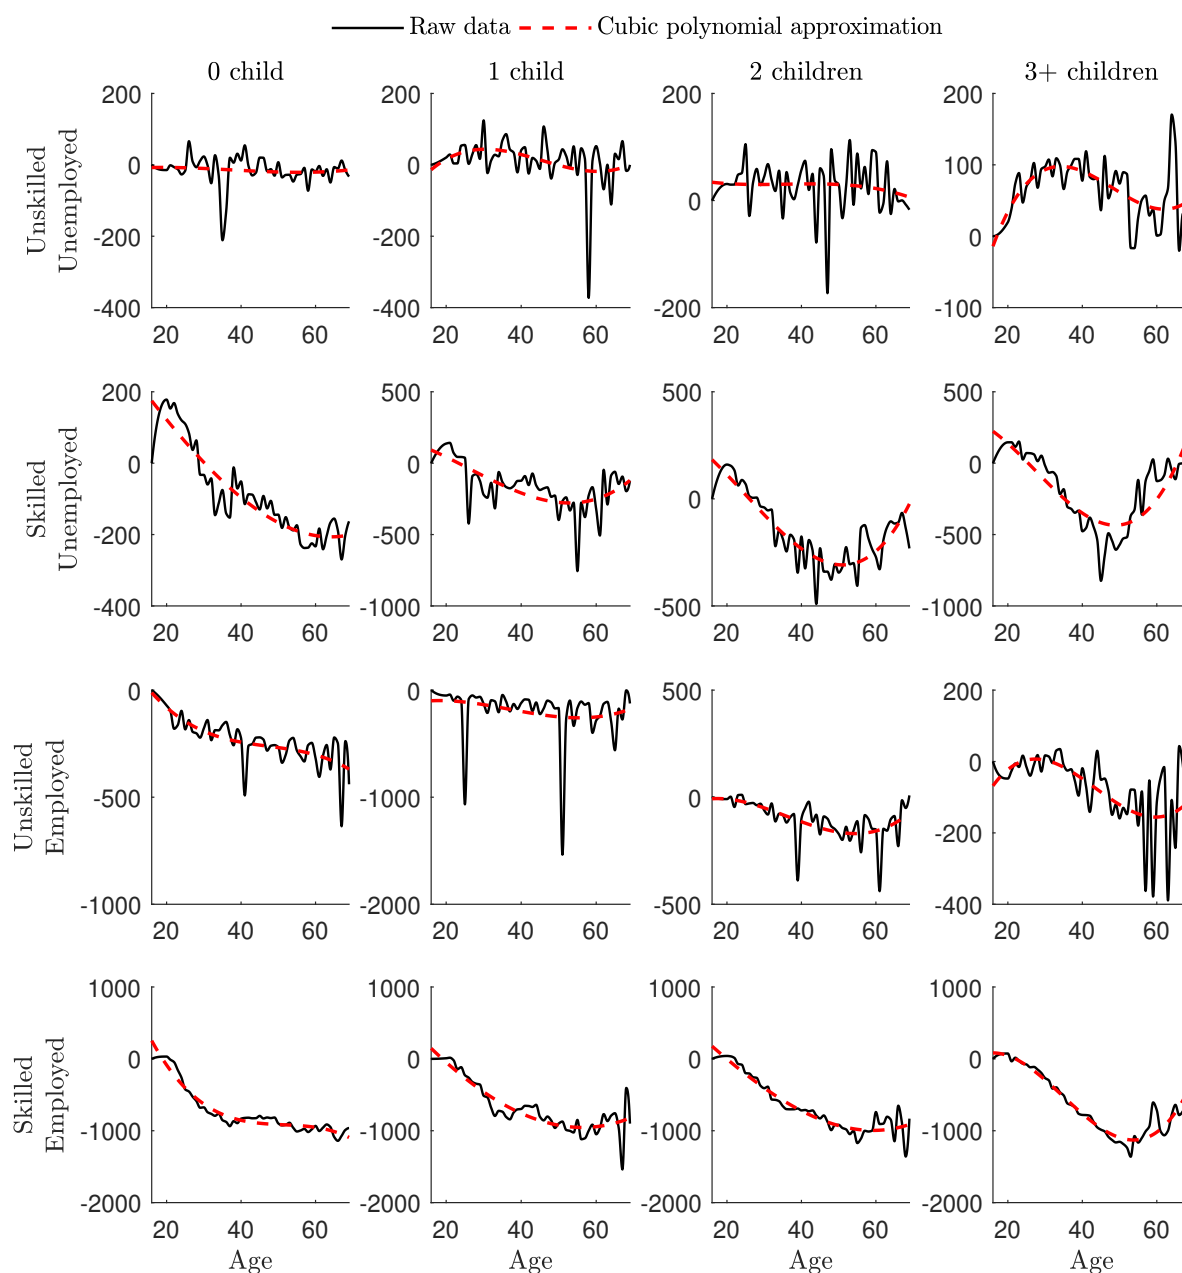 Raw data Cubic polynomial approximation
0 child 1 child 2 children 3+ children
Unskilled
Unemployed
200 0 -200 -400 20 40 60
200 0 -200 -400 20 40 60
200 0 -200 20 40 60
200 100 0 -100 20 40 60
Skilled
Unemployed
200 0 -200 -400 20 40 60
500 0 -500 -1000 20 40 60
500 0 -500 20 40 60
500 0 -500 -1000 20 40 60
Unskilled
Employed
0 -500 -1000 20 40 60
0 -1000 -2000 20 40 60
500 0 -500 20 40 60
200 0 -200 -400 20 40 60
Skilled
Employed
1000 0 -1000 -2000 20 40 60
1000 0 -1000 -2000 20 40 60
1000 0 -1000 -2000 20 40 60
1000 0 -1000 -2000 20 40 60
Age Age Age Age